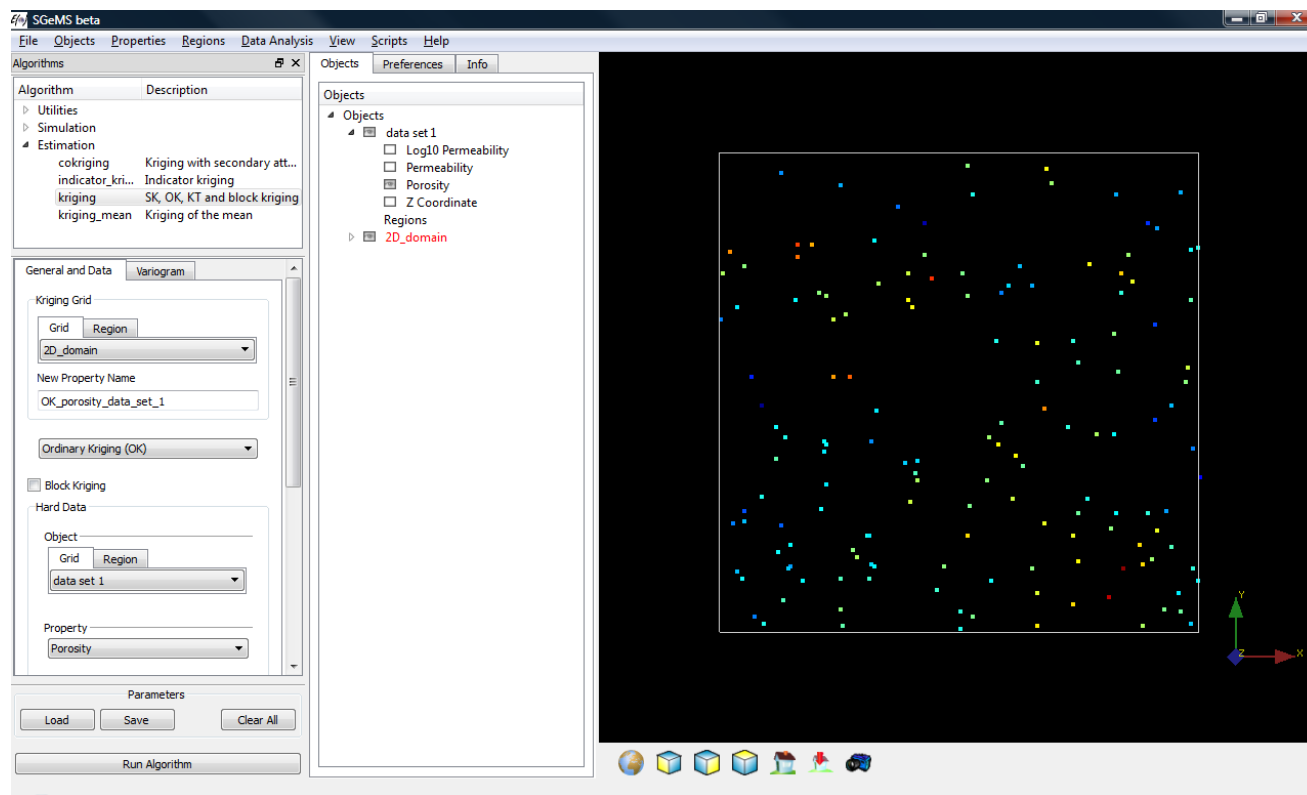 SGeMS beta
File Objects Properties Regions Data Analysis View Scripts Help
Algorithms
Algorithm Description
Utilities
Simulation
Estimation
cokriging Kriging with secondary att...
indicator_kri... Indicator kriging
kriging SK, OK, KT and block kriging
kriging_mean Kriging of the mean
General and Data Variogram
Kriging Grid
Grid Region
2D_domain
New Property Name
OK_porosity_data_set_1
Ordinary Kriging (OK)
Block Kriging
Hard Data
Object
Grid Region
data set 1
Property
Porosity
Parameters
Load Save Clear All
Run Algorithm
Objects Preferences Info
Objects
Objects
data set 1
Log10 Permeability
Permeability
Porosity
Z Coordinate
Regions
2D_domain
Y
Z X